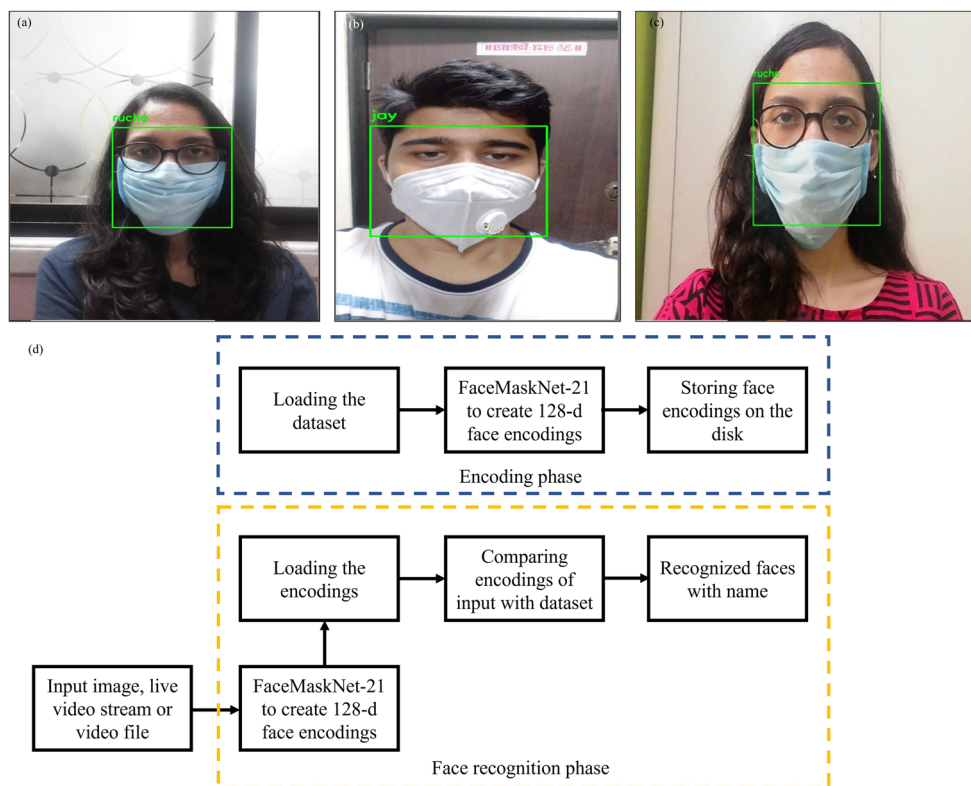 (a)
rucha
(b)
jay
(c)
rucha
(d)
Loading the
dataset
FaceMaskNet-21
to create 128-d
face encodings
Storing face
encodings on the
disk
Encoding phase
Loading the
encodings
Comparing
encodings of
input with dataset
Recognized faces
with name
Input image, live
video stream or
video file
FaceMaskNet-21
to create 128-d
face encodings
Face recognition phase